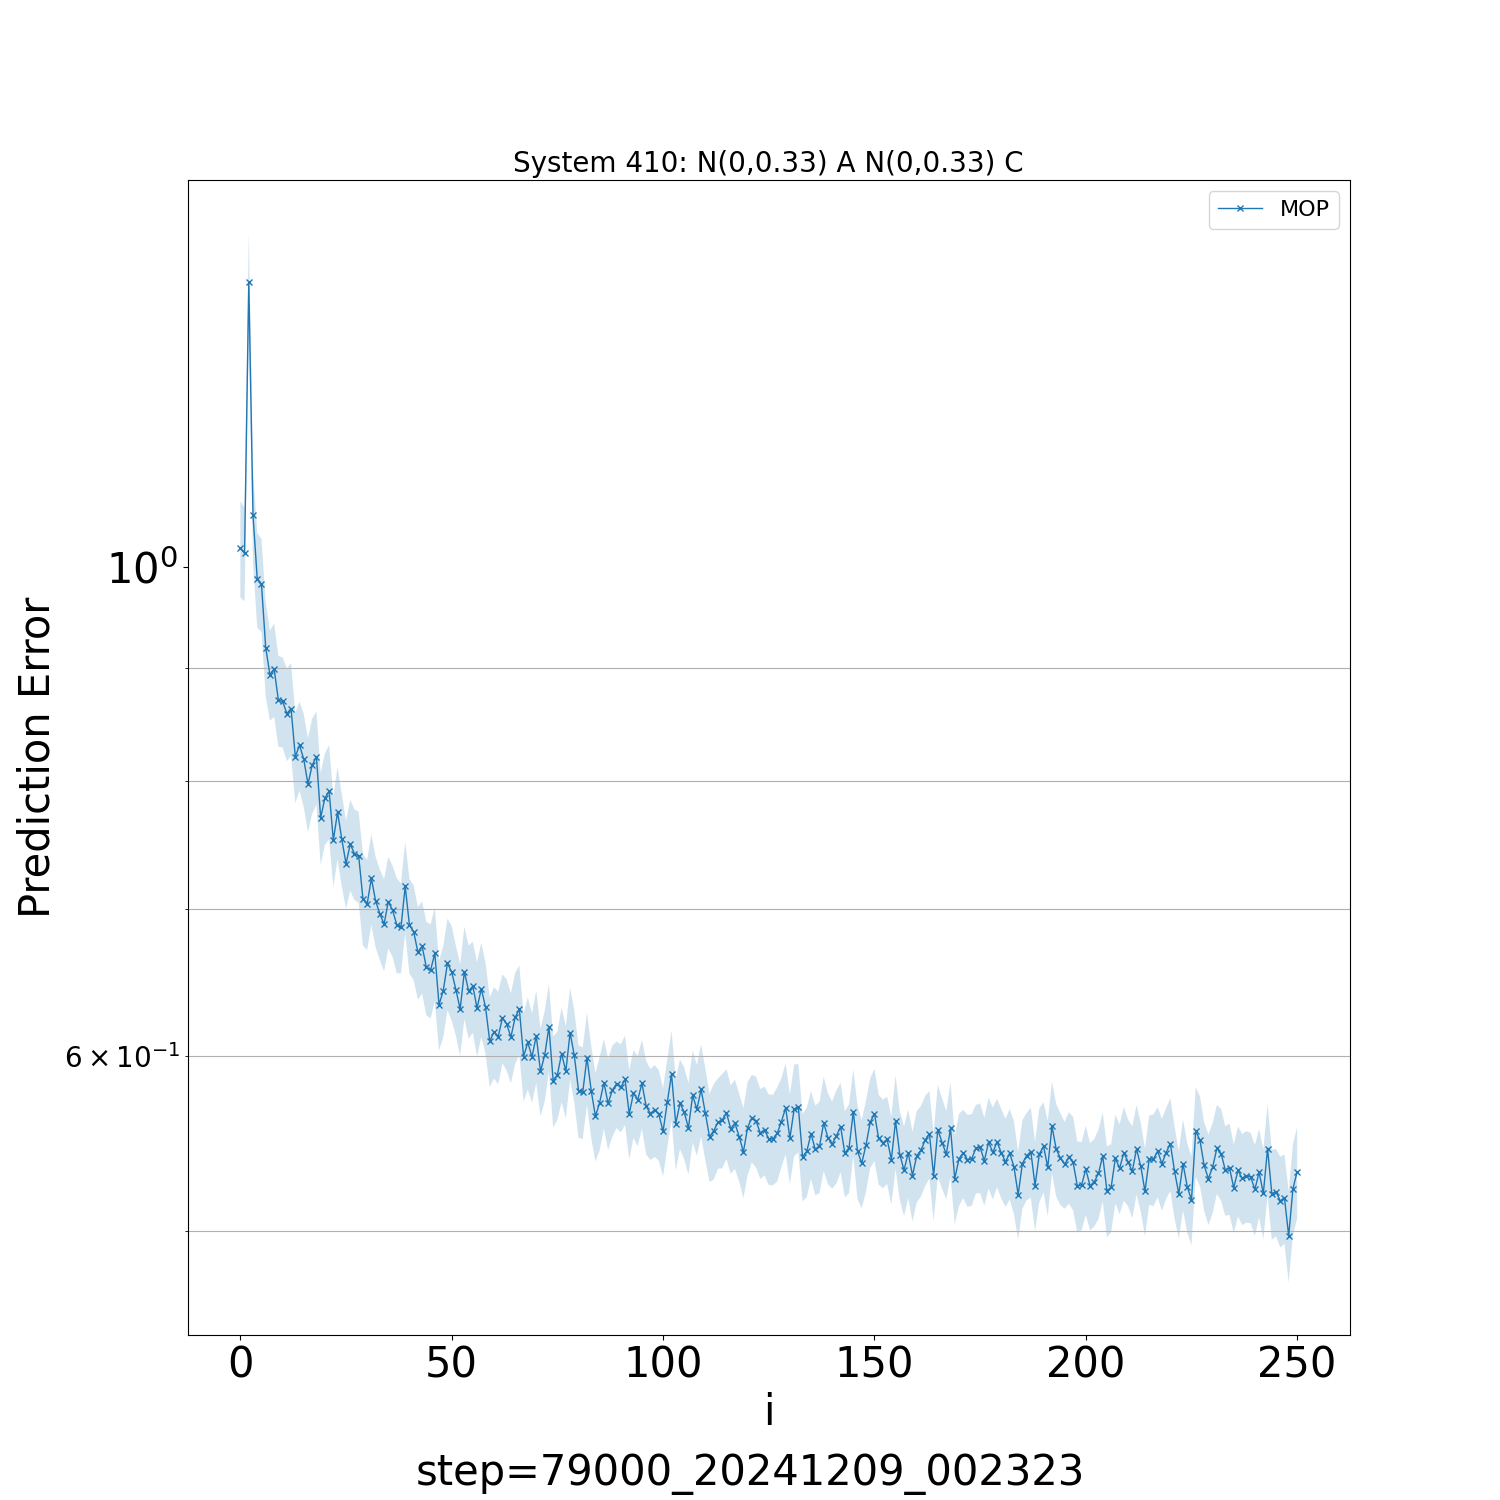 System 410: N(0,0.33) A N(0,0.33) C
MOP
Prediction Error
10⁰
6 × 10⁻¹
0 50 100 150 200 250
i
step=79000_20241209_002323